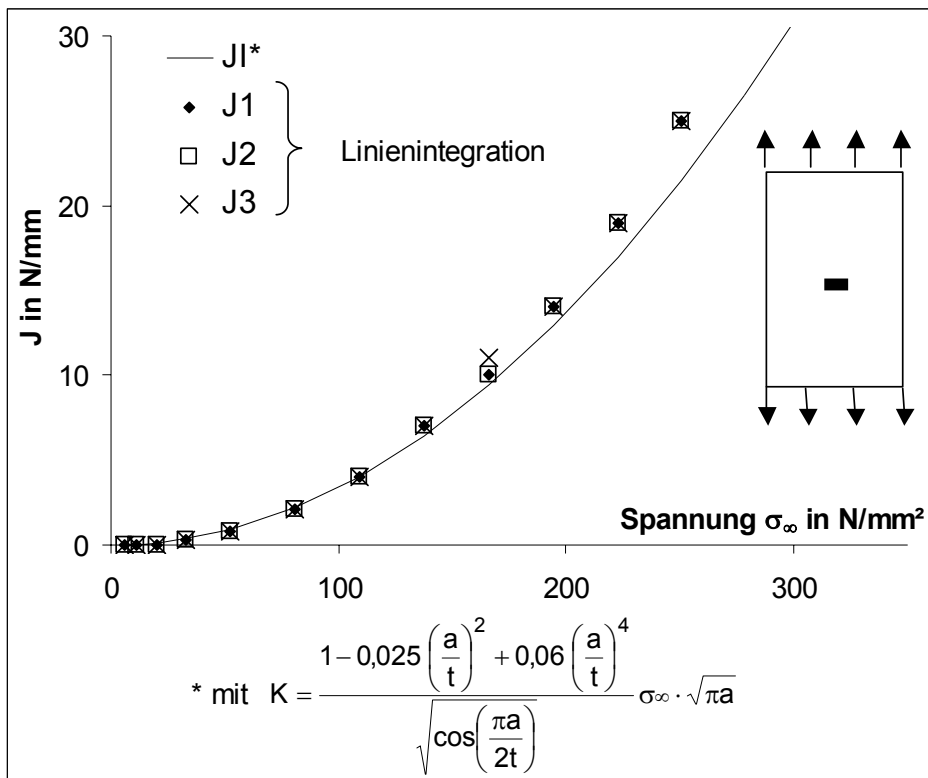 30
20
10
0
J in N/mm
JI*
J1
J2
J3
Linienintegration
Spannung σ∞ in N/mm²
0 100 200 300
* mit K = (1 − 0,025 (a/t)² + 0,06 (a/t)⁴) / √(cos(πa/2t)) σ∞ · √(πa)